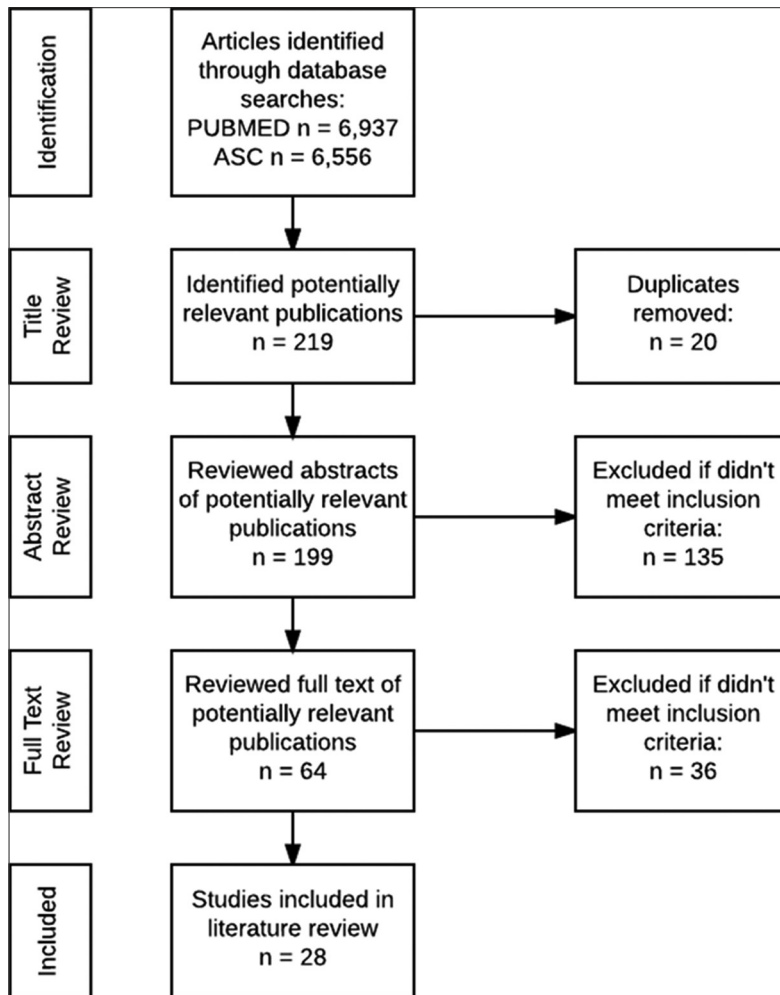 Identification
Articles identified
through database
searches:
PUBMED n = 6,937
ASC n = 6,556
Title
Review
Identified potentially
relevant publications
n = 219
Duplicates
removed:
n = 20
Abstract
Review
Reviewed abstracts
of potentially relevant
publications
n = 199
Excluded if didn't
meet inclusion
criteria:
n = 135
Full Text
Review
Reviewed full text of
potentially relevant
publications
n = 64
Excluded if didn't
meet inclusion
criteria:
n = 36
Included
Studies included in
literature review
n = 28